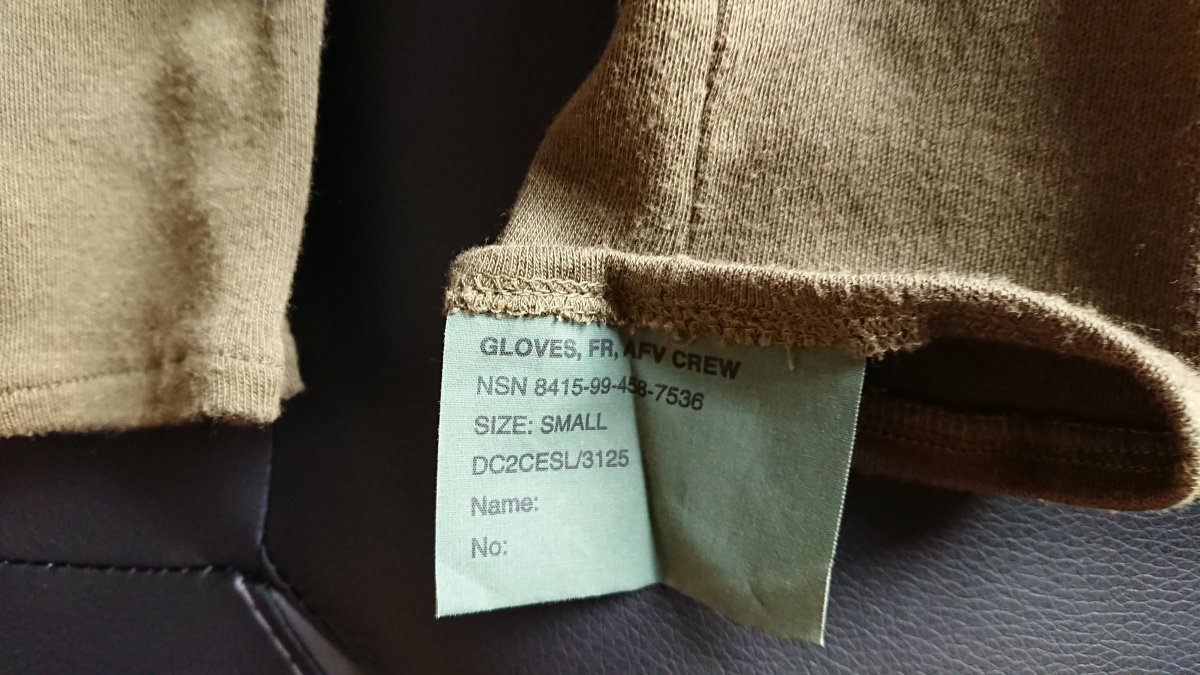 GLOVES, FR, AFV CREW
NSN 8415-99-458-7536
SIZE: SMALL
DC2CESL/3125
Name:
No: